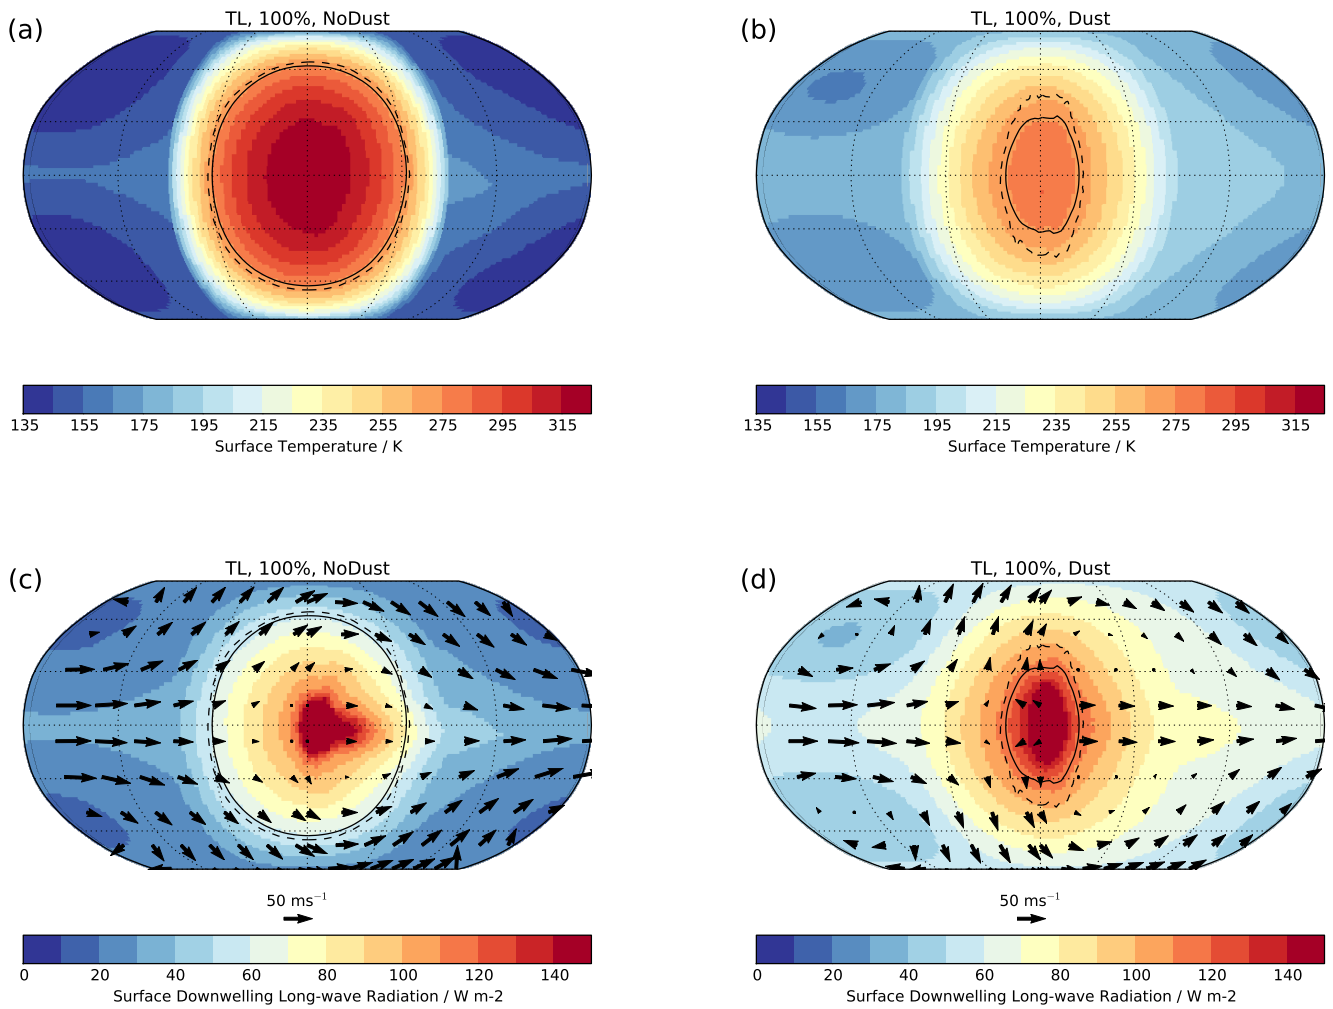 (a)
TL, 100%, NoDust
(b)
TL, 100%, Dust
135 155 175 195 215 235 255 275 295 315
Surface Temperature / K
135 155 175 195 215 235 255 275 295 315
Surface Temperature / K
(c)
TL, 100%, NoDust
(d)
TL, 100%, Dust
50 ms⁻¹
50 ms⁻¹
0 20 40 60 80 100 120 140
Surface Downwelling Long-wave Radiation / W m-2
0 20 40 60 80 100 120 140
Surface Downwelling Long-wave Radiation / W m-2